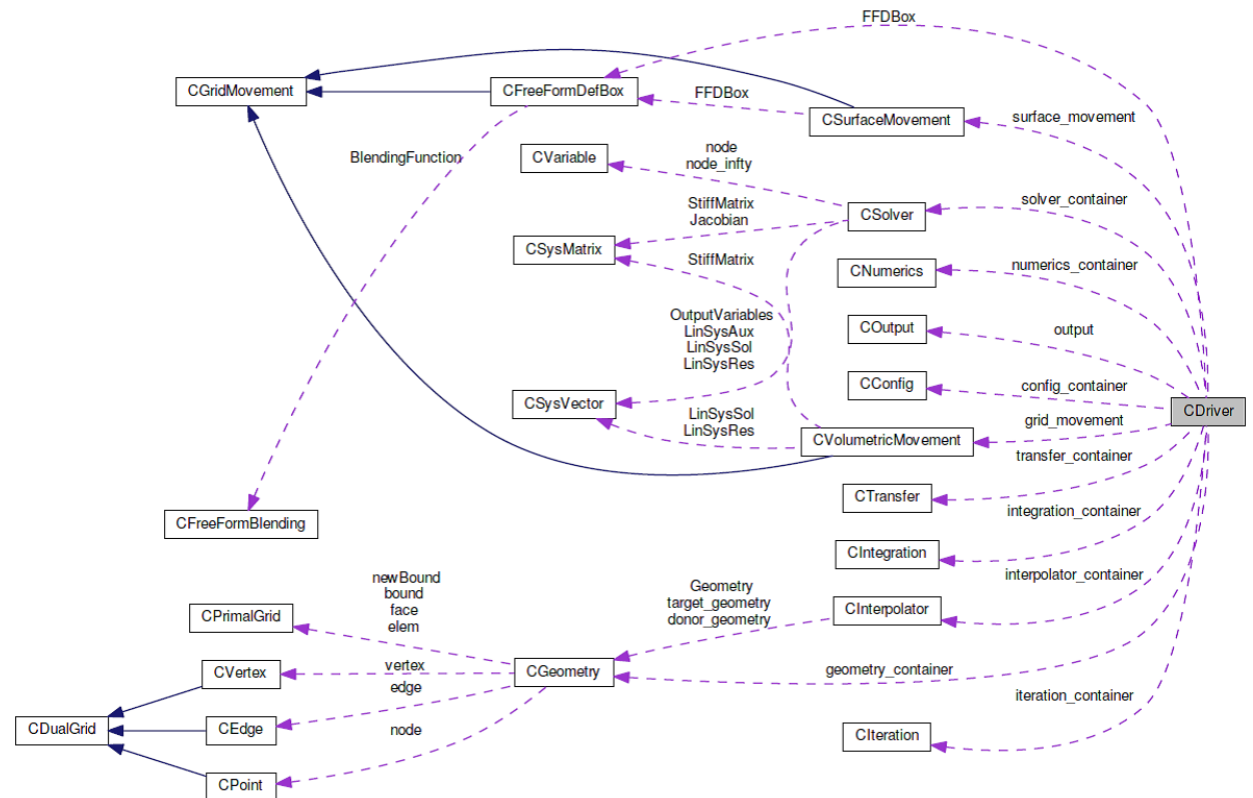 FFDBox
CGridMovement
CFreeFormDefBox
FFDBox
CSurfaceMovement
surface_movement
BlendingFunction
CVariable
node
node_infty
StiffMatrix
Jacobian
CSolver
solver_container
CSysMatrix
StiffMatrix
CNumerics
numerics_container
OutputVariables
LinSysAux
LinSysSol
LinSysRes
COutput
output
CConfig
config_container
CSysVector
CDriver
LinSysSol
LinSysRes
CVolumetricMovement
grid_movement
transfer_container
CTransfer
CFreeFormBlending
integration_container
CIntegration
interpolator_container
newBound
bound
face
elem
CPrimalGrid
Geometry
target_geometry
donor_geometry
CInterpolator
CVertex
vertex
CGeometry
geometry_container
edge
iteration_container
CDualGrid
CEdge
node
CIteration
CPoint